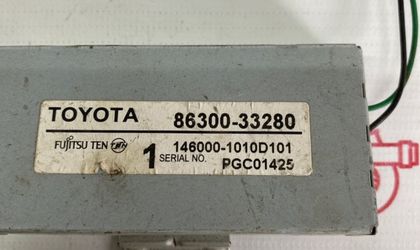 TOYOTA 86300-33280
FUJITSU TEN 1 146000-1010D101
SERIAL NO. PGC01425